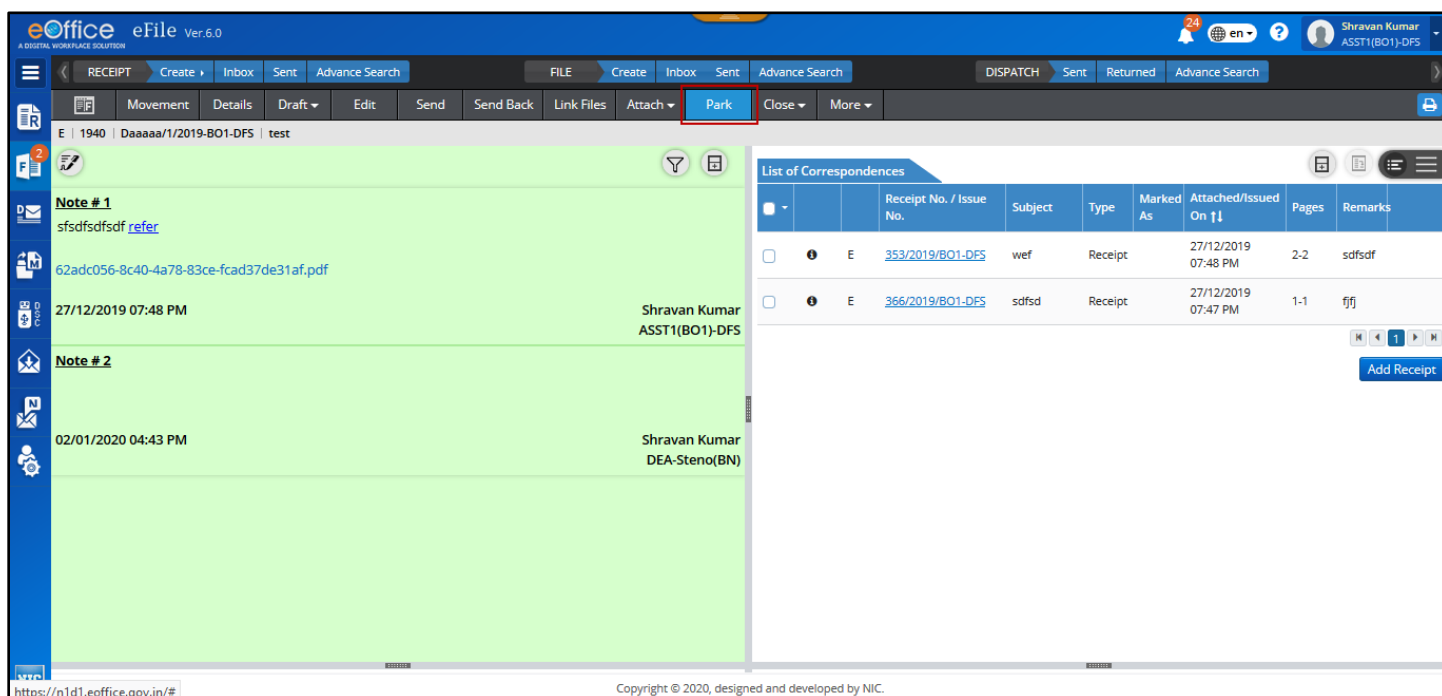 eOffice eFile Ver.6.0
A DIGITAL WORKPLACE SOLUTION
24 en ? Shravan Kumar
ASST1(BO1)-DFS
RECEIPT Create Inbox Sent Advance Search FILE Create Inbox Sent Advance Search DISPATCH Sent Returned Advance Search
Movement Details Draft Edit Send Send Back Link Files Attach Park Close More
E | 1940 | Daaaaa/1/2019-BO1-DFS | test
R
F 2
D
M
DSC
N
Note # 1
sfsdfsdfsdf refer
62adc056-8c40-4a78-83ce-fcad37de31af.pdf
27/12/2019 07:48 PM Shravan Kumar
ASST1(BO1)-DFS
Note # 2
02/01/2020 04:43 PM Shravan Kumar
DEA-Steno(BN)
List of Correspondences
Receipt No. / Issue No. Subject Type Marked As Attached/Issued On Pages Remarks
E 353/2019/BO1-DFS wef Receipt 27/12/2019 07:48 PM 2-2 sdfsdf
E 366/2019/BO1-DFS sdfsd Receipt 27/12/2019 07:47 PM 1-1 fjfj
1
Add Receipt
https://n1d1.eoffice.gov.in/#
Copyright © 2020, designed and developed by NIC.